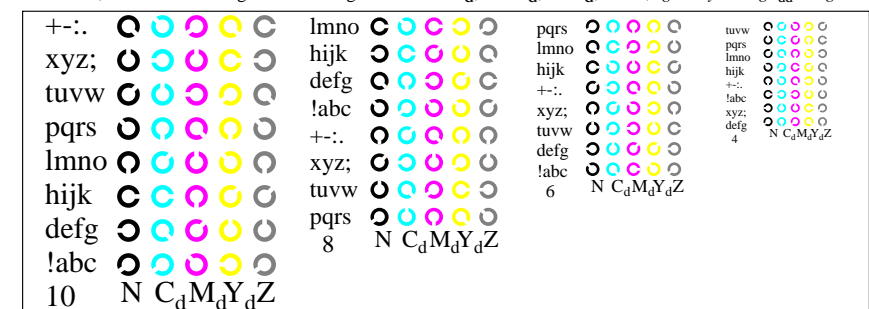 +-:.
xyz;
tuvw
pqrs
lmno
hijk
defg
!abc
10 N CdMdYdZ
lmno
hijk
defg
!abc
+-:.
xyz;
tuvw
pqrs
8 N CdMdYdZ
pqrs
lmno
hijk
+-:.
xyz;
tuvw
defg
!abc
6 N CdMdYdZ
tuvw
pqrs
lmno
hijk
+-:.
!abc
xyz;
defg
4 N CdMdYdZ